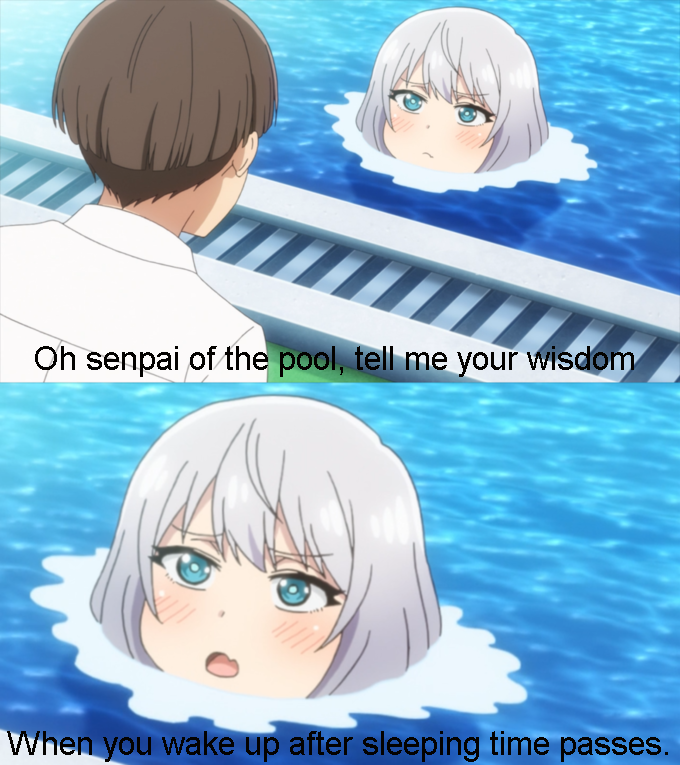 Oh senpai of the pool, tell me your wisdom
When you wake up after sleeping time passes.